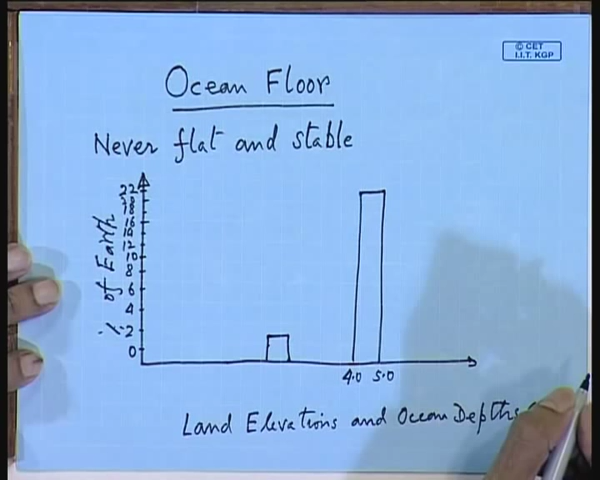 © CET
I.I.T. KGP
Ocean Floor
Never flat and stable
% of Earth
22
20
18
16
14
12
10
8
6
4
2
0
4.0 5.0
Land Elevations and Ocean Depths